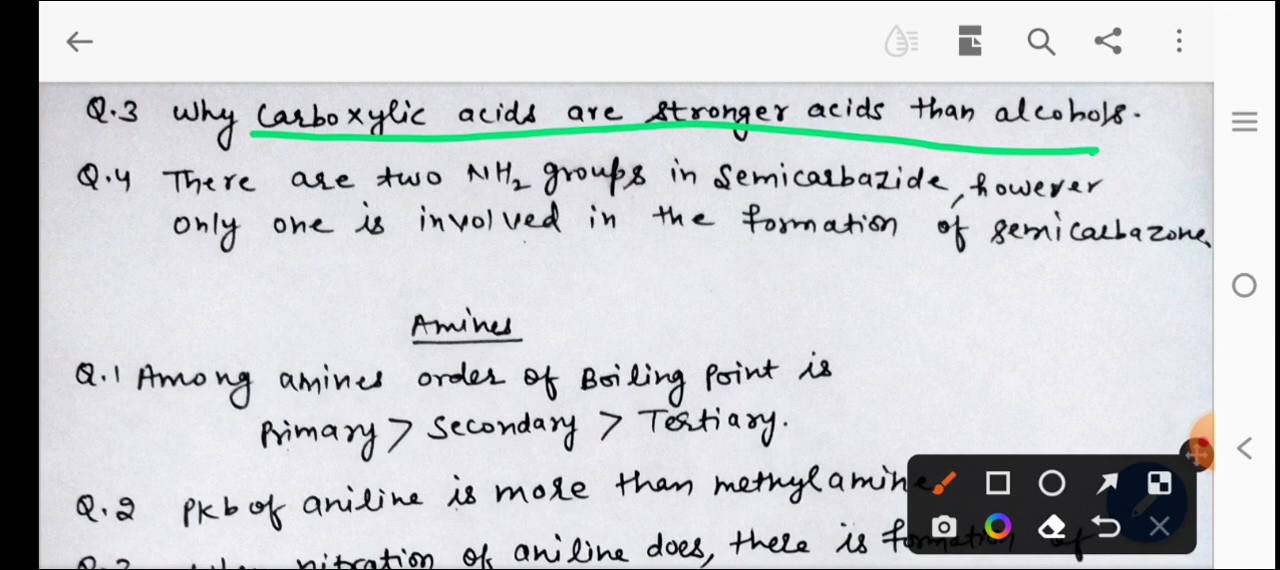 Q.3 Why Carboxylic acids are stronger acids than alcohols.
Q.4 There are two NH₂ groups in semicarbazide, however
only one is involved in the formation of semicarbazone
Amines
Q.1 Among amines order of Boiling Point is
Primary > Secondary > Tertiary.
Q.2 Pkb of aniline is more than methylamine
nitration of aniline does, there is formation of